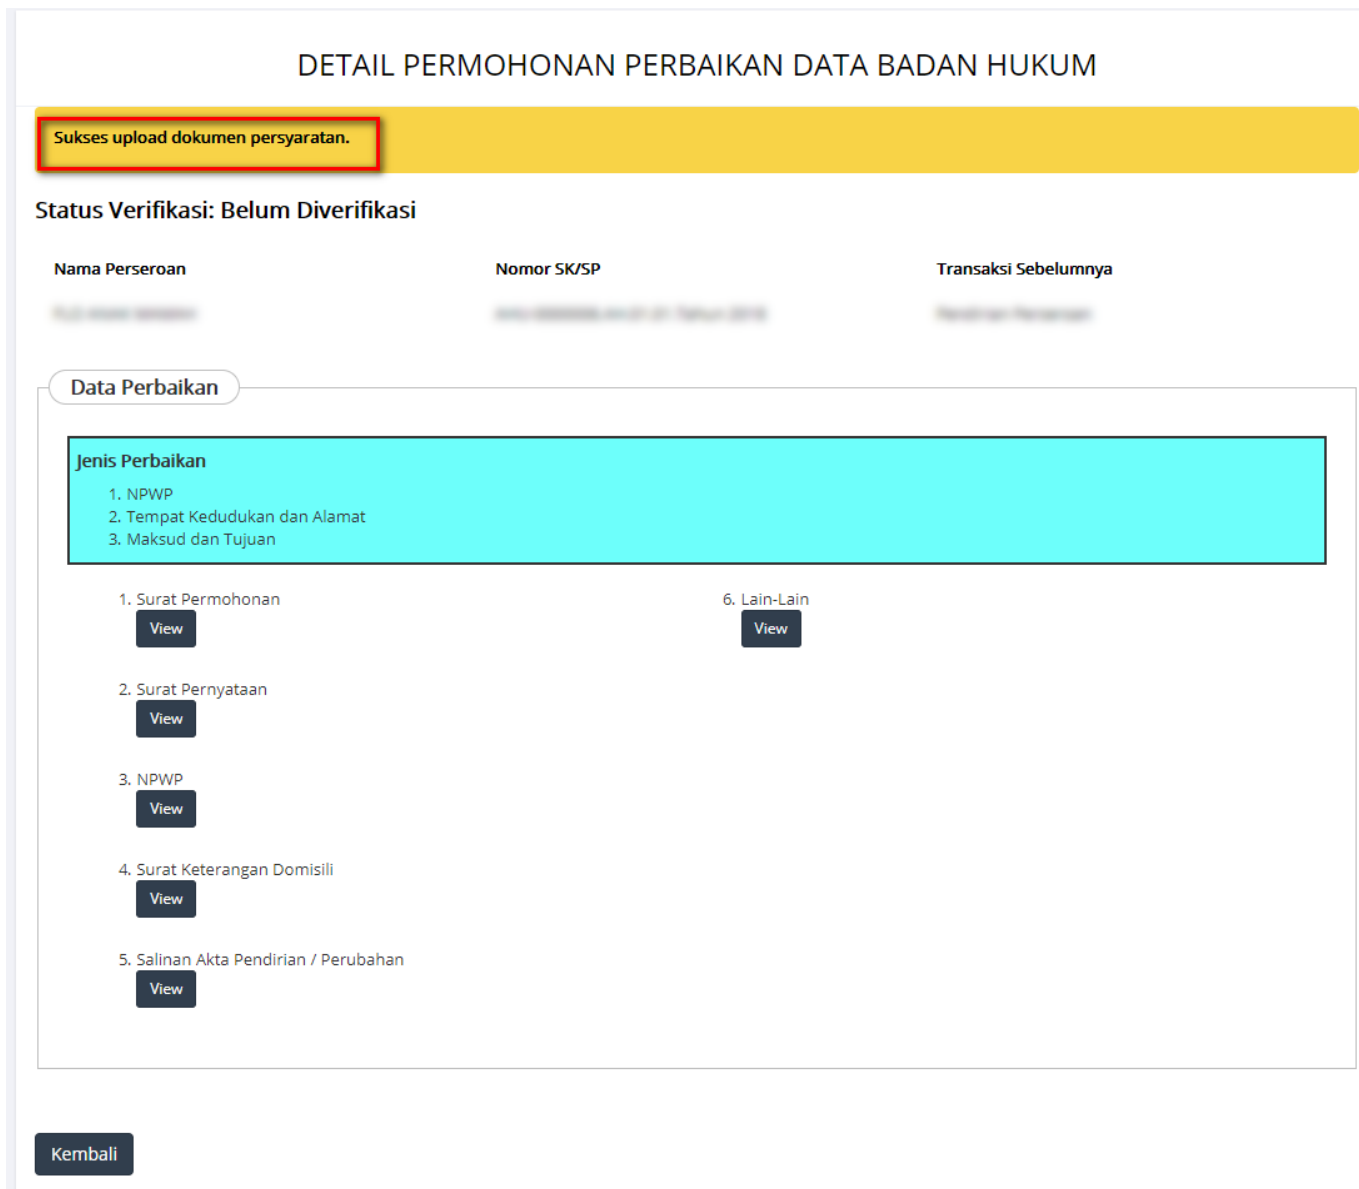 DETAIL PERMOHONAN PERBAIKAN DATA BADAN HUKUM
Sukses upload dokumen persyaratan.
Status Verifikasi: Belum Diverifikasi
Nama Perseroan
Nomor SK/SP
Transaksi Sebelumnya
Data Perbaikan
Jenis Perbaikan
1. NPWP
2. Tempat Kedudukan dan Alamat
3. Maksud dan Tujuan
1. Surat Permohonan
View
2. Surat Pernyataan
View
3. NPWP
View
4. Surat Keterangan Domisili
View
5. Salinan Akta Pendirian / Perubahan
View
6. Lain-Lain
View
Kembali